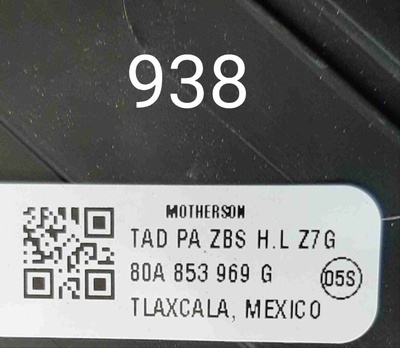 938
MOTHERSON
TAD PA ZBS H.L Z7G
80A 853 969 G
05S
TLAXCALA, MEXICO